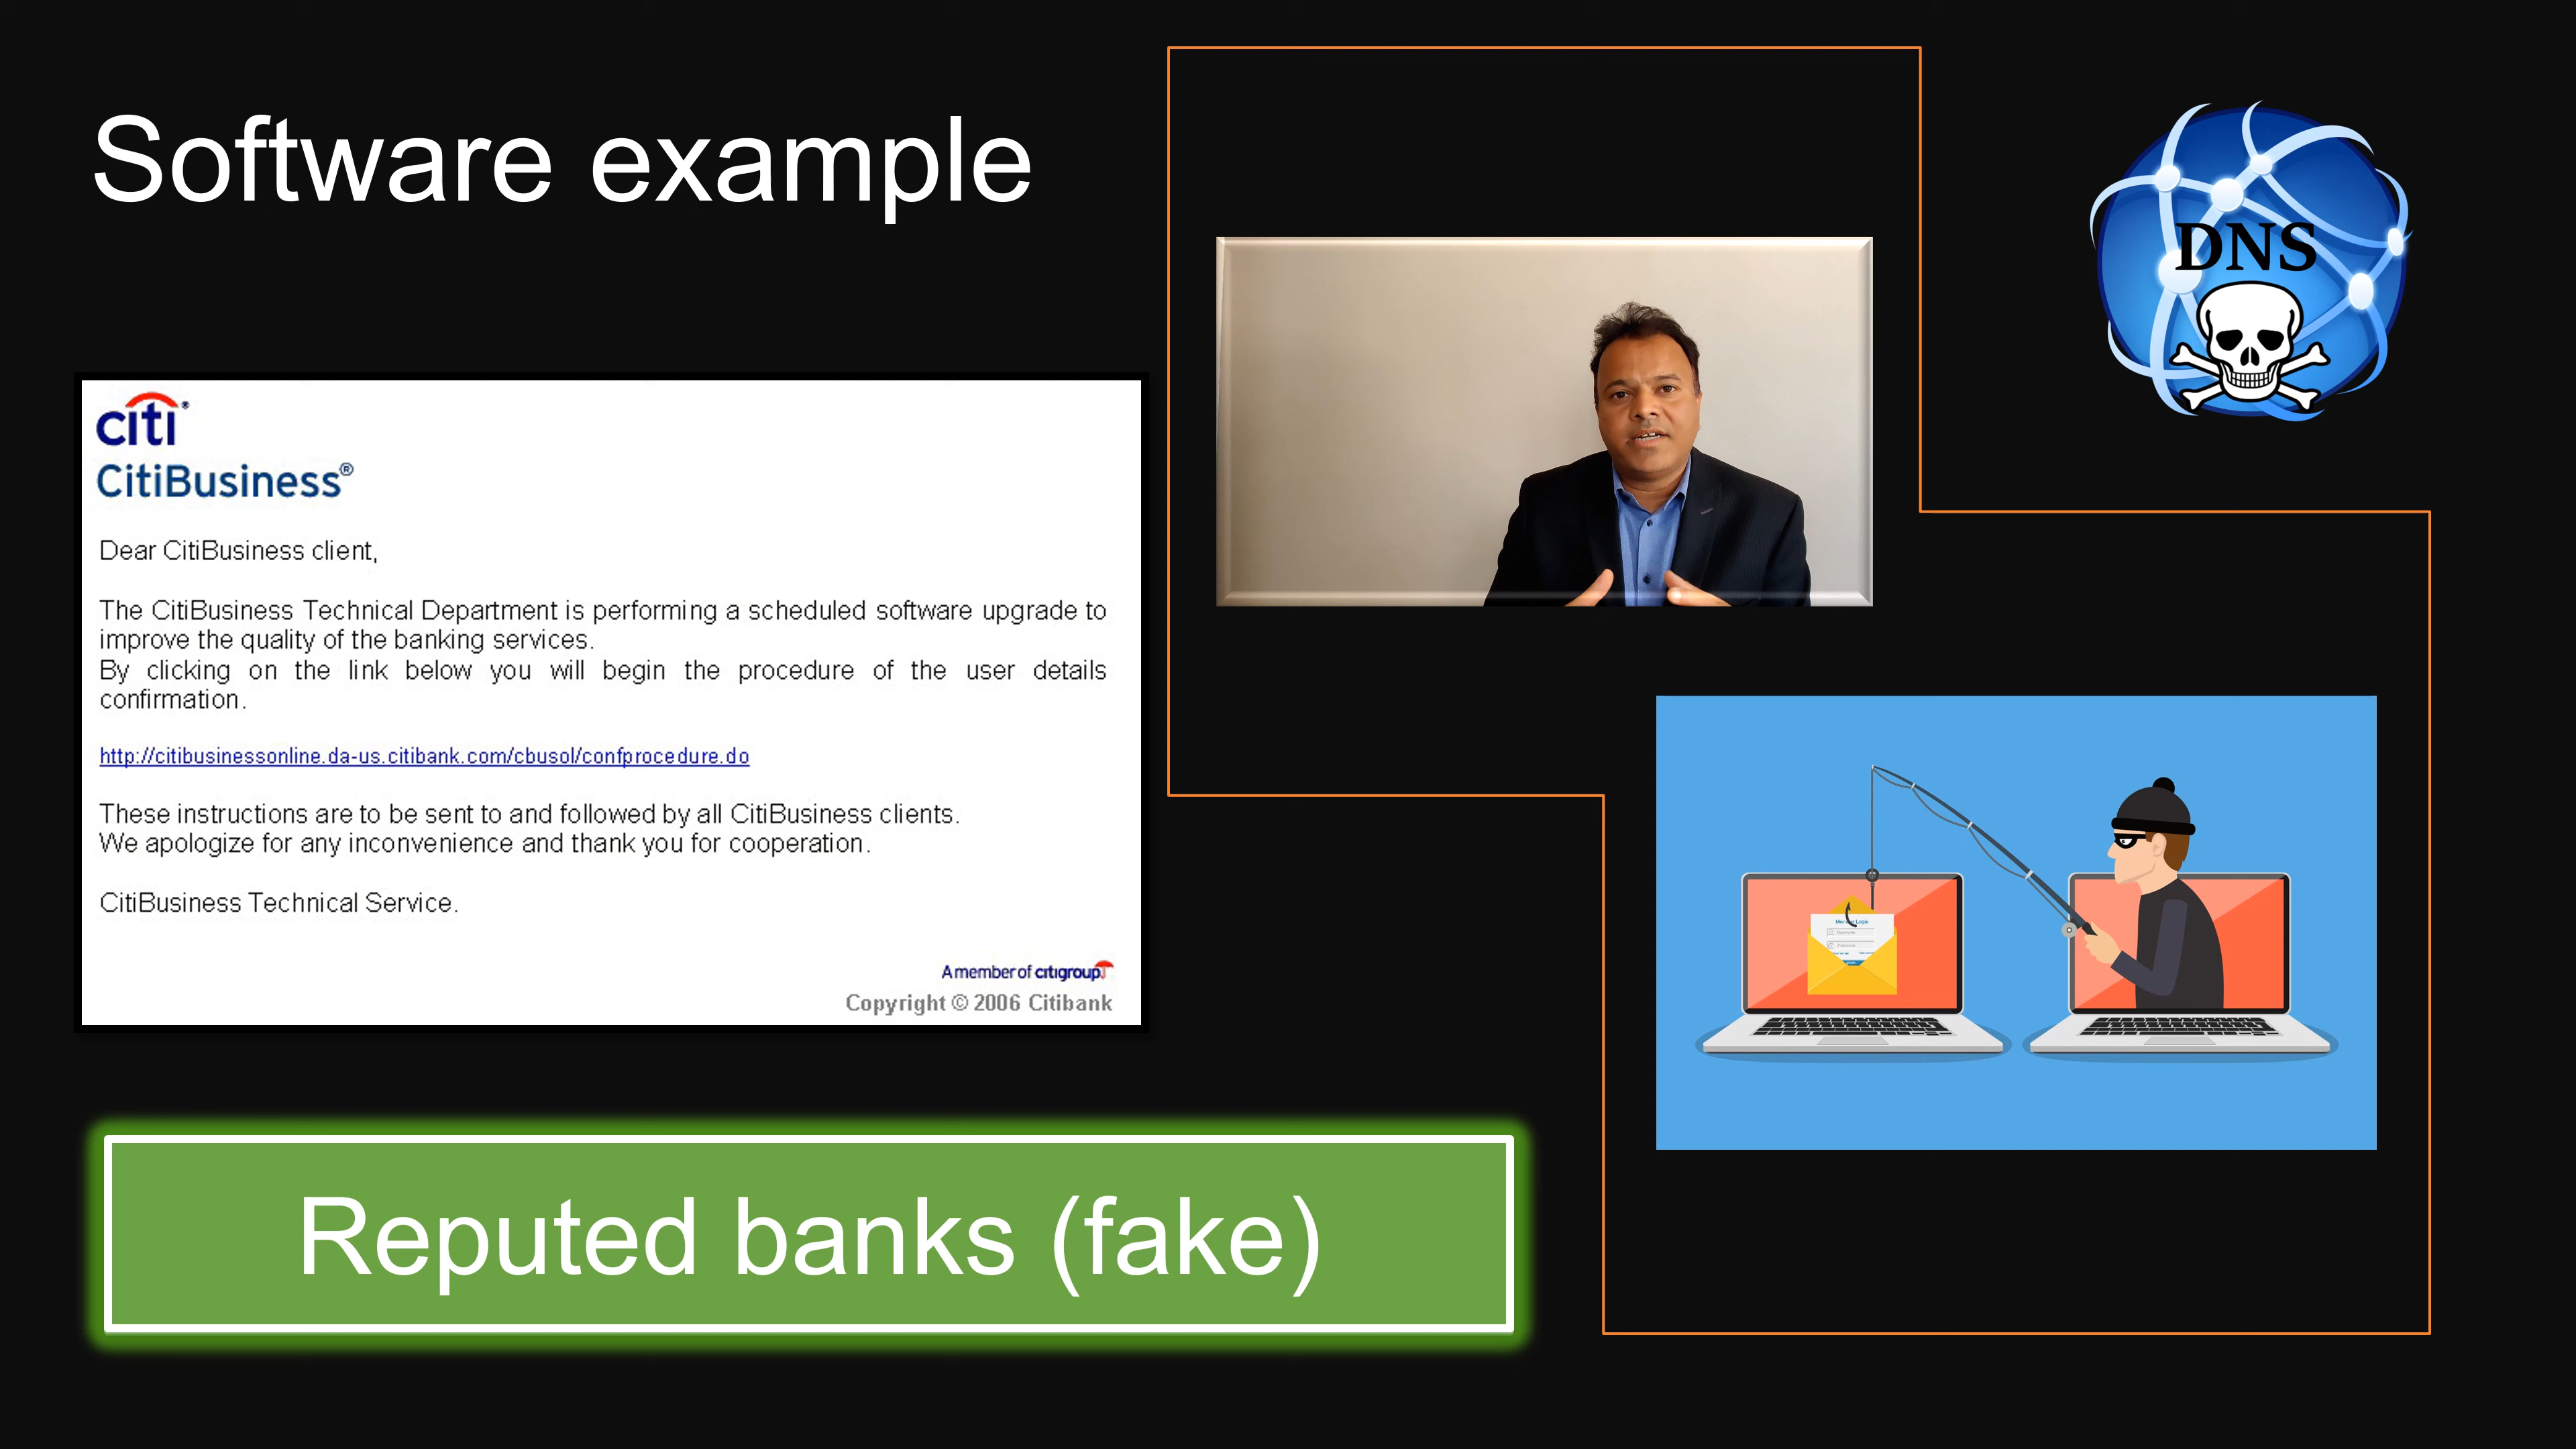 Software example
DNS
citi®
CitiBusiness®
Dear CitiBusiness client,
The CitiBusiness Technical Department is performing a scheduled software upgrade to
improve the quality of the banking services.
By clicking on the link below you will begin the procedure of the user details
confirmation.
http://citibusinessonline.da-us.citibank.com/cbusol/confprocedure.do
These instructions are to be sent to and followed by all CitiBusiness clients.
We apologize for any inconvenience and thank you for cooperation.
CitiBusiness Technical Service.
A member of citigroup
Copyright © 2006 Citibank
Login
Reputed banks (fake)